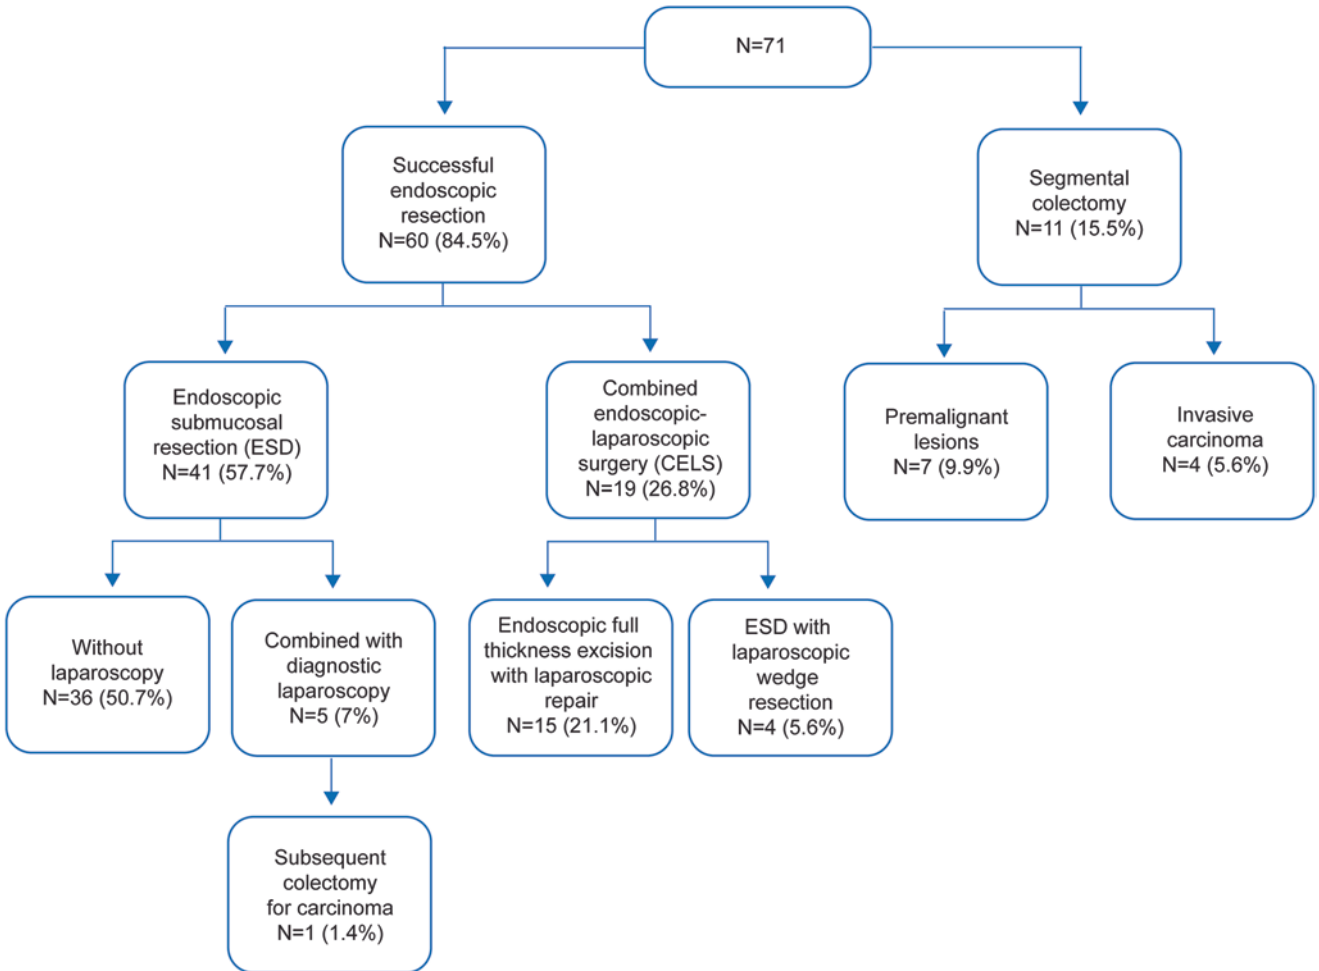 N=71
Successful
endoscopic
resection
N=60 (84.5%)
Segmental
colectomy
N=11 (15.5%)
Endoscopic
submucosal
resection (ESD)
N=41 (57.7%)
Combined
endoscopic-
laparoscopic
surgery (CELS)
N=19 (26.8%)
Premalignant
lesions
N=7 (9.9%)
Invasive
carcinoma
N=4 (5.6%)
Without
laparoscopy
N=36 (50.7%)
Combined with
diagnostic
laparoscopy
N=5 (7%)
Endoscopic full
thickness excision
with laparoscopic
repair
N=15 (21.1%)
ESD with
laparoscopic
wedge
resection
N=4 (5.6%)
Subsequent
colectomy
for carcinoma
N=1 (1.4%)